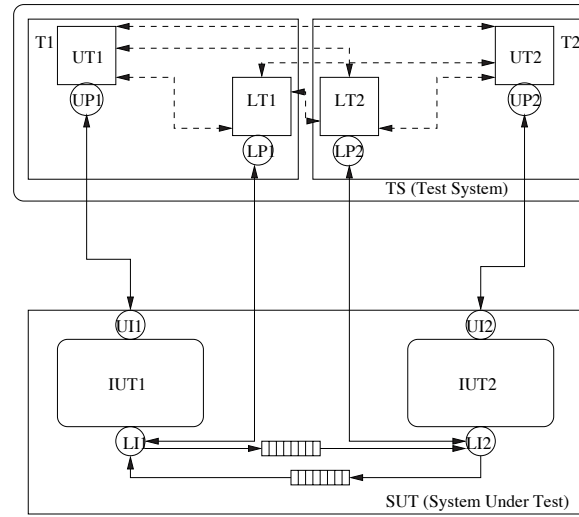 T1
UT1
UT2
T2
UP1
LT1
LT2
UP2
LP1
LP2
TS (Test System)
UI1
UI2
IUT1
IUT2
LI1
LI2
SUT (System Under Test)